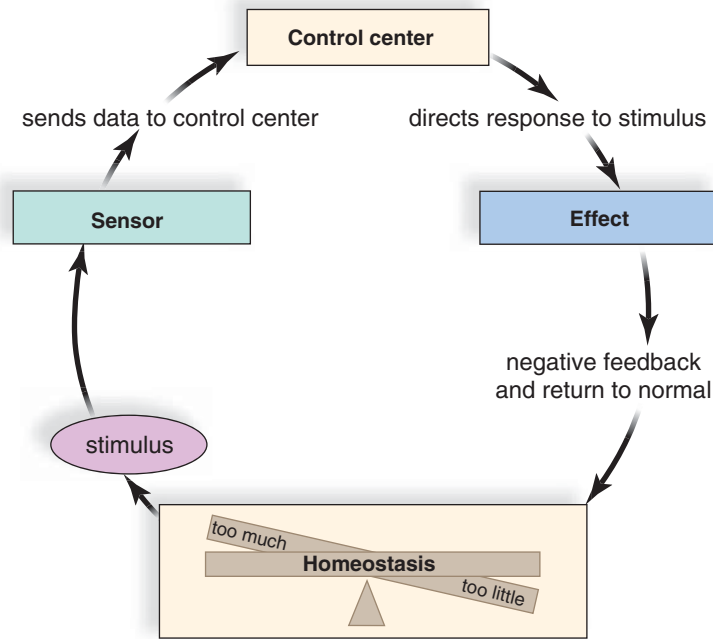 Control center
sends data to control center
directs response to stimulus
Sensor
Effect
negative feedback
and return to normal
stimulus
too much
Homeostasis
too little